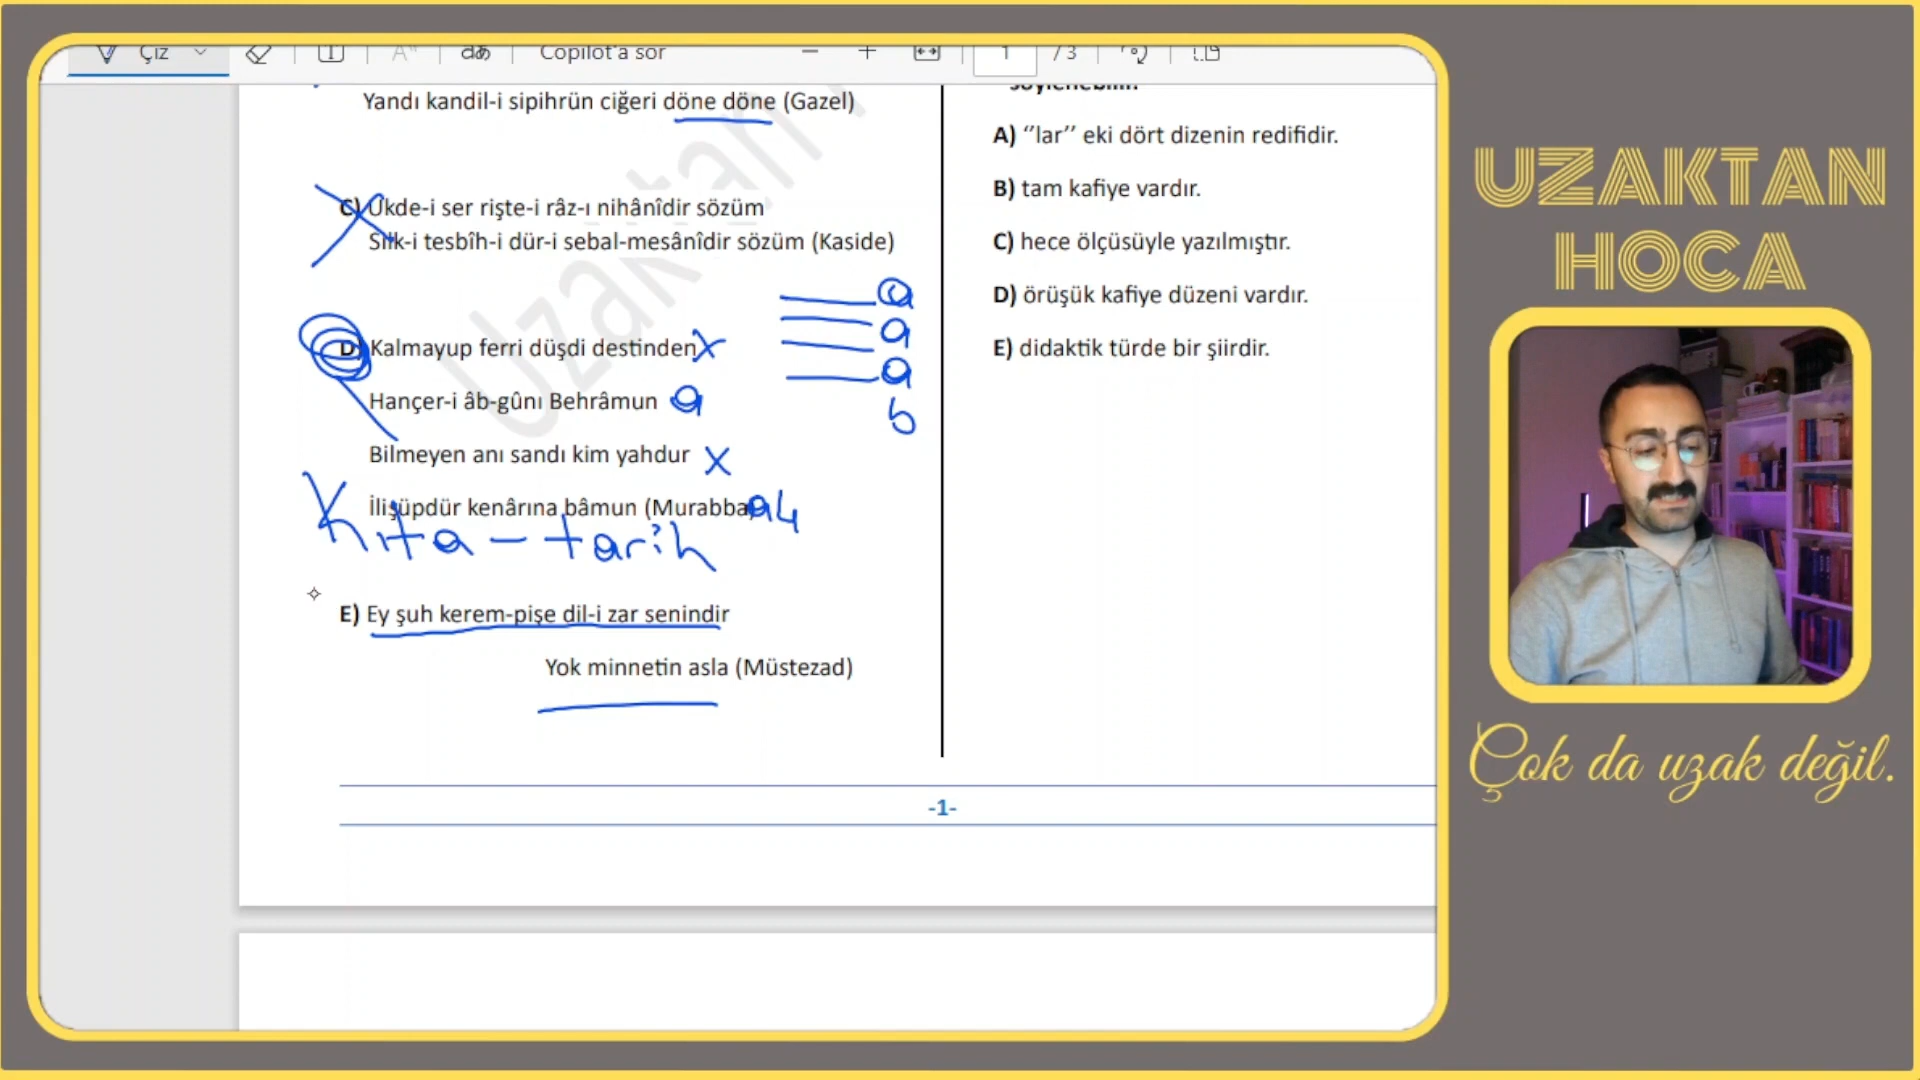 Çiz
Copilot'a sor
1 / 3
Yandı kandil-i sipihrün ciğeri döne döne (Gazel)
C) Ukde-i ser rişte-i râz-ı nihânîdir sözüm
Silk-i tesbîh-i dür-i sebal-mesânîdir sözüm (Kaside)
D) Kalmayup ferri düşdi destinden x
Hançer-i âb-gûnı Behrâmun a
Bilmeyen anı sandı kim yahdur x
İlişüpdür kenârına bâmun (Murabba) a4
Kıta - tarih
a
a
a
b
E) Ey şuh kerem-pişe dil-i zar senindir
Yok minnetin asla (Müstezad)
söylenebilir.
A) ‘’lar’’ eki dört dizenin redifidir.
B) tam kafiye vardır.
C) hece ölçüsüyle yazılmıştır.
D) örüşük kafiye düzeni vardır.
E) didaktik türde bir şiirdir.
-1-
Uzaktan
UZAKTAN
HOCA
Çok da uzak değil.